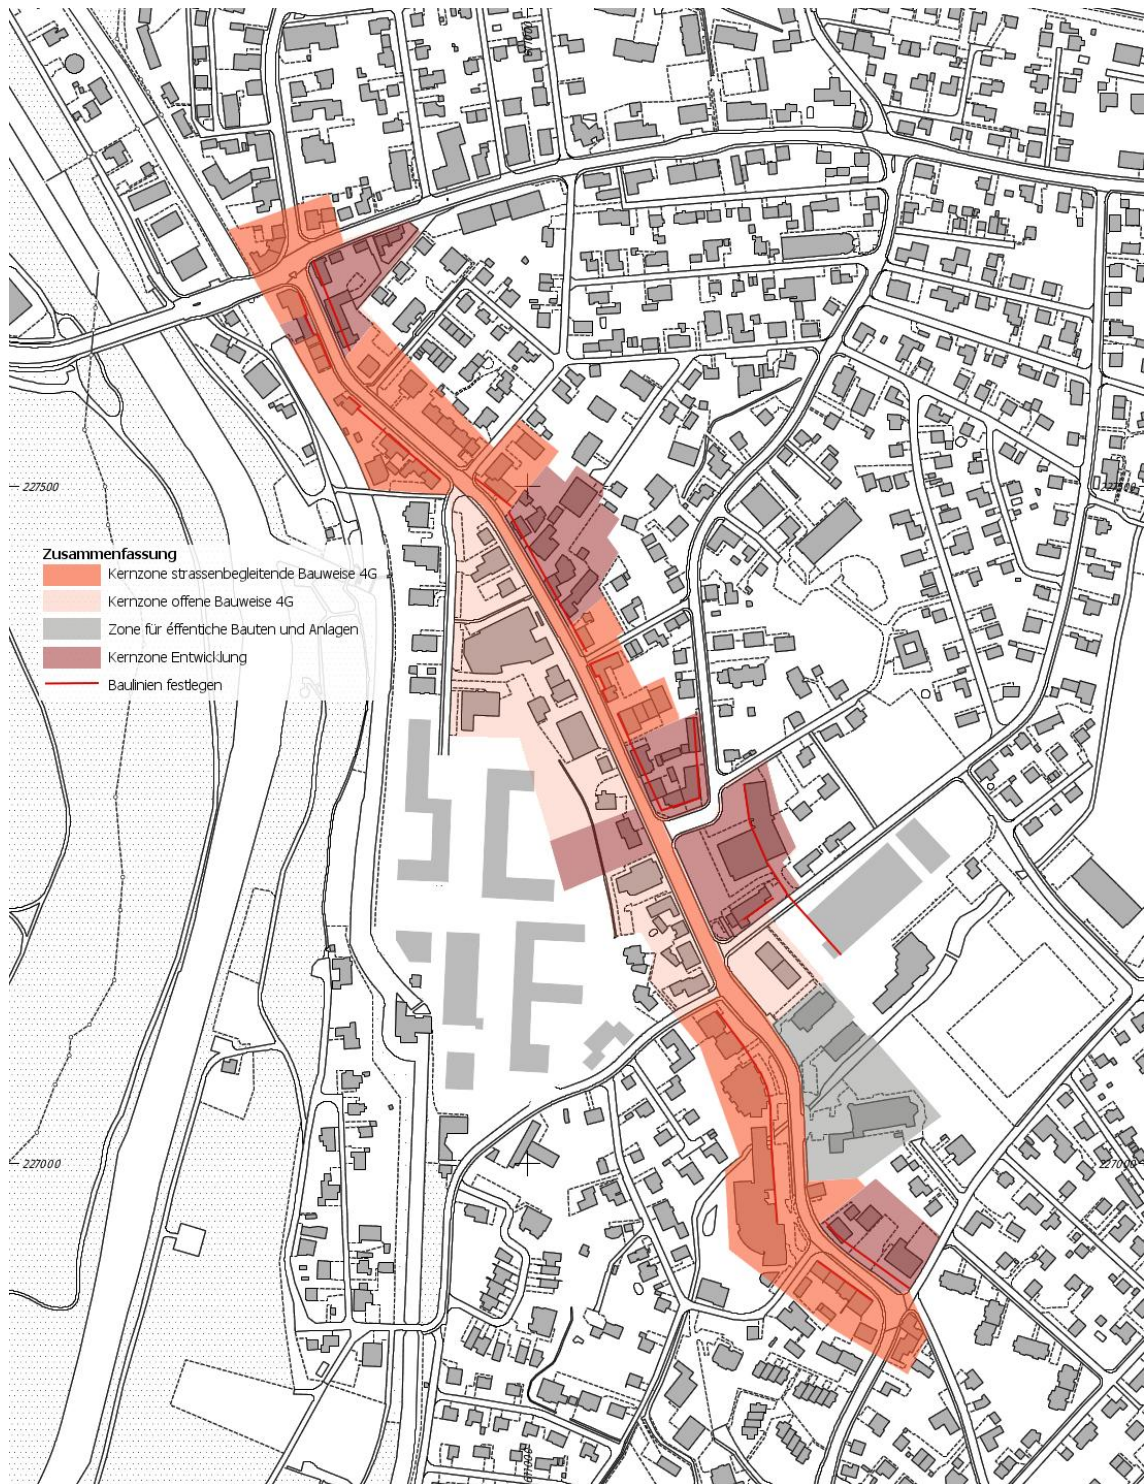 227500
227500
Zusammenfassung
Kernzone strassenbegleitende Bauweise 4G
Kernzone offene Bauweise 4G
Zone für éffentiche Bauten und Anlagen
Kernzone Entwicklung
Baulinien festlegen
227000
227000